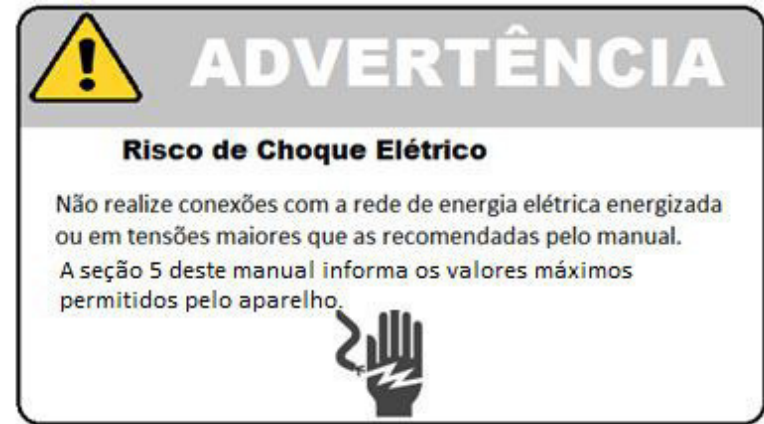 ADVERTÊNCIA
Risco de Choque Elétrico
Não realize conexões com a rede de energia elétrica energizada
ou em tensões maiores que as recomendadas pelo manual.
A seção 5 deste manual informa os valores máximos
permitidos pelo aparelho.